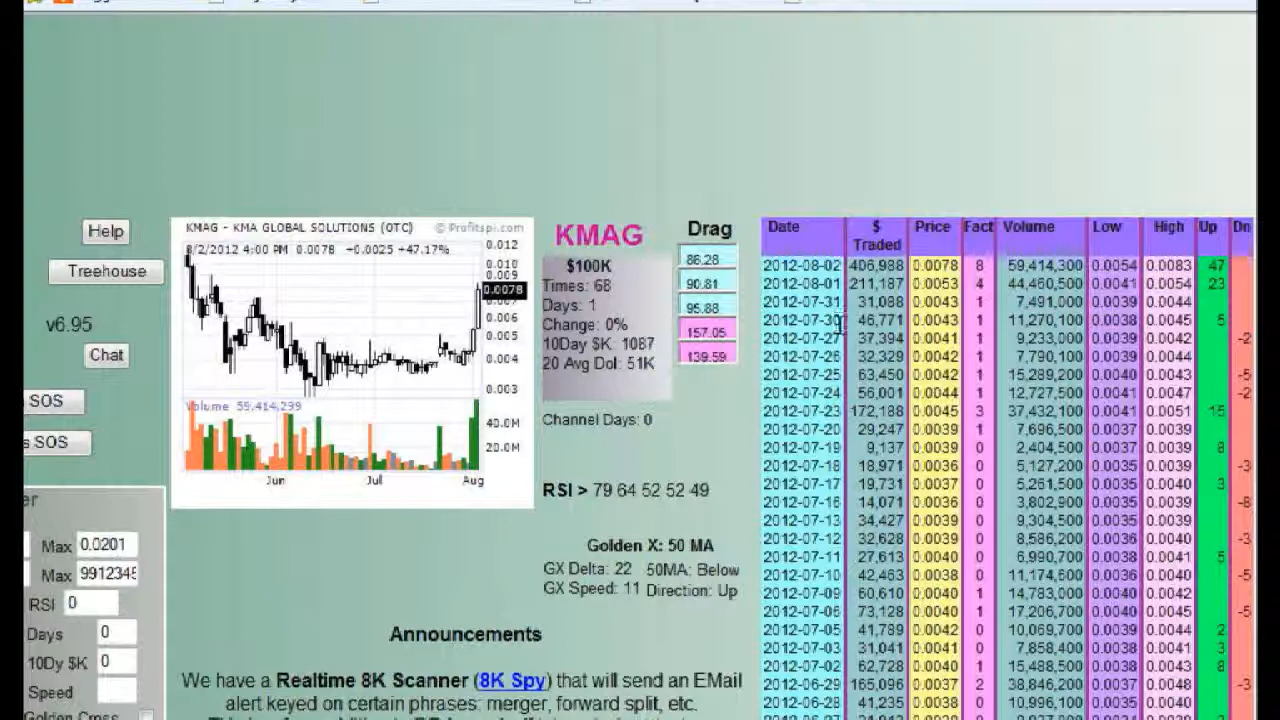 Help
Treehouse
v6.95
Chat
SOS
s SOS
er
Max 0.0201
Max 9912345
RSI 0
Days 0
10Dy $K 0
Speed
Golden Cross
KMAG - KMA GLOBAL SOLUTIONS (OTC) © Profitspi.com
8/2/2012 4:00 PM 0.0078 +0.0025 +47.17%
0.012
0.010
0.009
0.0078
0.007
0.006
0.005
0.004
0.003
Volume 59,414,299
40.0M
20.0M
Jun Jul Aug
KMAG
$100K
Times: 68
Days: 1
Change: 0%
10Day $K: 1087
20 Avg Dol: 51K
Channel Days: 0
RSI > 79 64 52 52 49
Golden X: 50 MA
GX Delta: 22 50MA: Below
GX Speed: 11 Direction: Up
Drag
86.28
90.81
95.88
157.05
139.59
Announcements
We have a Realtime 8K Scanner (8K Spy) that will send an EMail
alert keyed on certain phrases: merger, forward split, etc.
Date $ Traded Price Fact Volume Low High Up Dn
2012-08-02 406,988 0.0078 8 59,414,300 0.0054 0.0083 47
2012-08-01 211,187 0.0053 4 44,460,500 0.0041 0.0054 23
2012-07-31 31,088 0.0043 1 7,491,000 0.0039 0.0044
2012-07-30 46,771 0.0043 1 11,270,100 0.0038 0.0045 5
2012-07-27 37,394 0.0041 1 9,233,000 0.0039 0.0042 -2
2012-07-26 32,329 0.0042 1 7,790,100 0.0039 0.0044
2012-07-25 63,450 0.0042 1 15,289,200 0.0040 0.0043 -5
2012-07-24 56,001 0.0044 1 12,727,500 0.0041 0.0047 -2
2012-07-23 172,188 0.0045 3 37,432,100 0.0041 0.0051 15
2012-07-20 29,247 0.0039 1 7,696,500 0.0037 0.0039
2012-07-19 9,137 0.0039 0 2,404,500 0.0037 0.0039 8
2012-07-18 18,971 0.0036 0 5,127,200 0.0035 0.0039 -3
2012-07-17 19,731 0.0037 0 5,261,500 0.0035 0.0040 3
2012-07-16 14,071 0.0036 0 3,802,900 0.0035 0.0039 -8
2012-07-13 34,427 0.0039 0 9,304,500 0.0035 0.0039
2012-07-12 32,628 0.0039 0 8,586,200 0.0036 0.0040 -3
2012-07-11 27,613 0.0040 0 6,990,700 0.0038 0.0041 5
2012-07-10 42,463 0.0038 0 11,174,600 0.0036 0.0040 -5
2012-07-09 60,610 0.0040 1 14,783,000 0.0040 0.0042
2012-07-06 73,128 0.0040 1 17,206,700 0.0040 0.0045 -5
2012-07-05 41,789 0.0042 0 10,069,700 0.0039 0.0044 2
2012-07-03 31,041 0.0041 0 7,858,400 0.0038 0.0041 3
2012-07-02 62,728 0.0040 1 15,488,500 0.0038 0.0043 8
2012-06-29 165,096 0.0037 2 38,846,200 0.0037 0.0048 -3
2012-06-28 41,235 0.0038 0 10,996,100 0.0037 0.0038